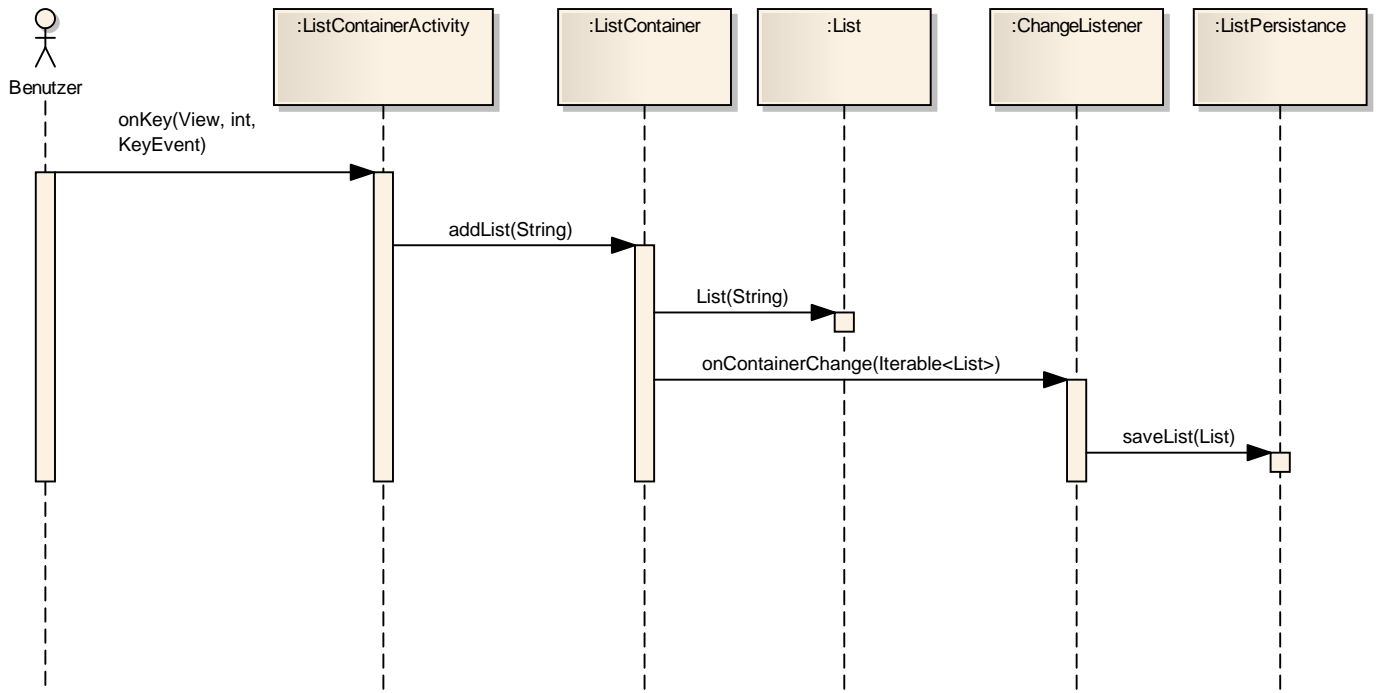 :ListContainerActivity
:ListContainer
:List
:ChangeListener
:ListPersistance
Benutzer
onKey(View, int,
KeyEvent)
addList(String)
List(String)
onContainerChange(Iterable<List>)
saveList(List)